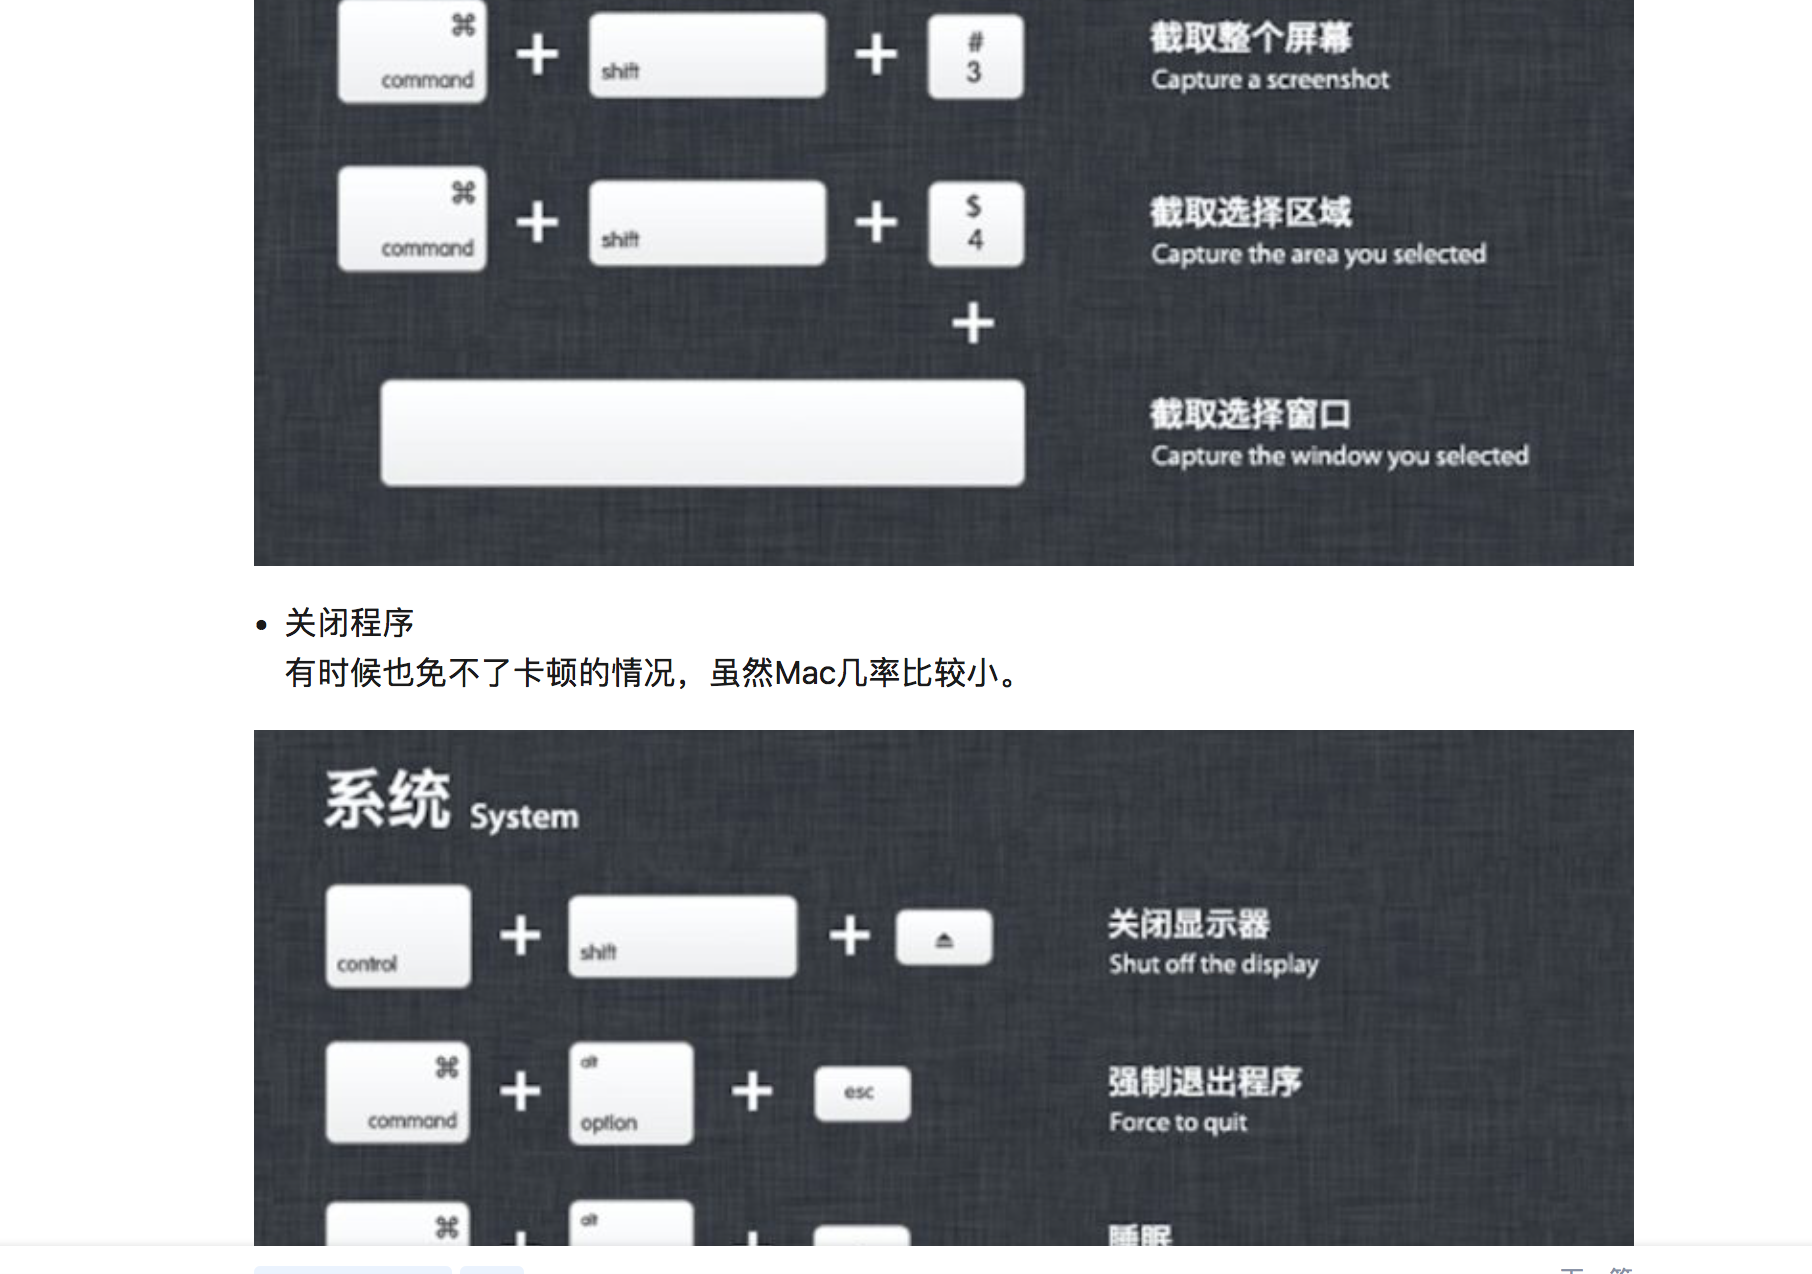 ⌘
command + shift + # 3
截取整个屏幕
Capture a screenshot
⌘
command + shift + $ 4
截取选择区域
Capture the area you selected
+
截取选择窗口
Capture the window you selected
• 关闭程序
有时候也免不了卡顿的情况，虽然Mac几率比较小。
系统 System
control + shift + ⏏
关闭显示器
Shut off the display
⌘ alt
command + option + esc
强制退出程序
Force to quit
⌘ + alt +
睡眠